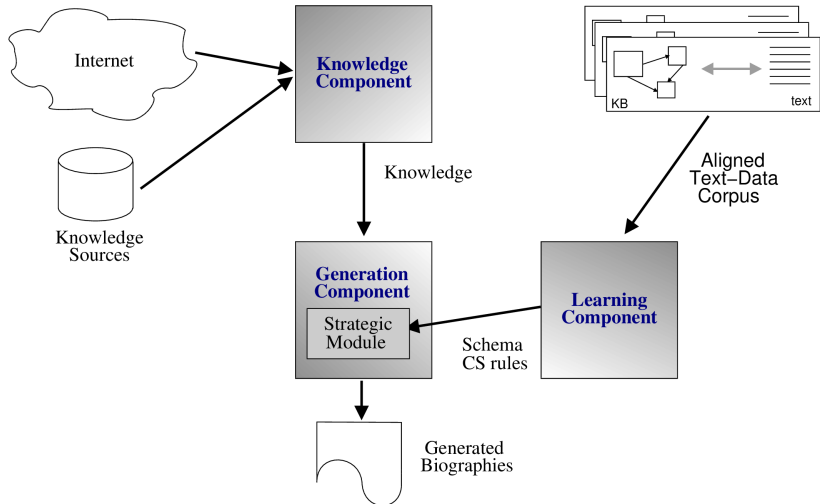 Internet
Knowledge
Component
KB
text
Knowledge
Aligned
Text−Data
Corpus
Knowledge
Sources
Generation
Component
Strategic
Module
Learning
Component
Schema
CS rules
Generated
Biographies